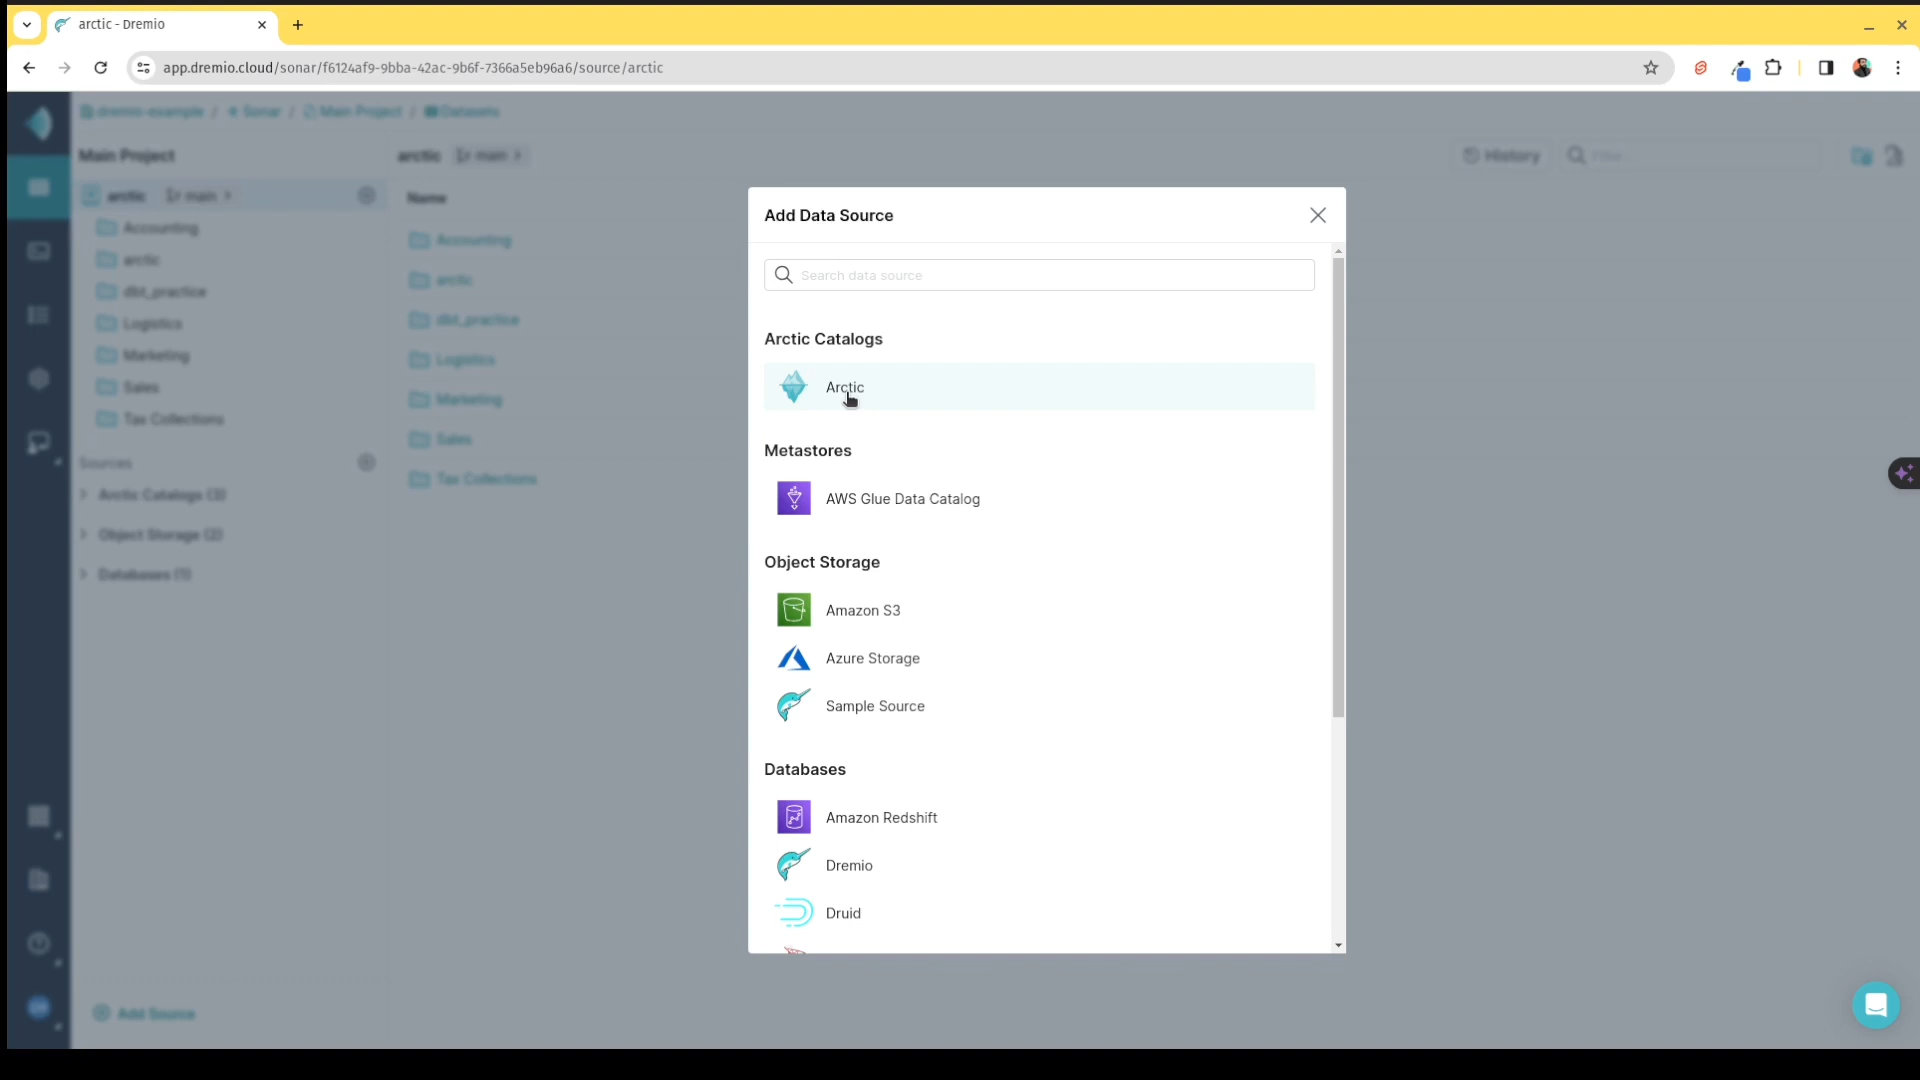 arctic - Dremio
app.dremio.cloud/sonar/f6124af9-9bba-42ac-9b6f-7366a5eb96a6/source/arctic
dremio-example / Sonar / Main Project / Datasets
Main Project
arctic main
History
Filter...
arctic main
Name
Accounting
arctic
dbt_practice
Logistics
Marketing
Sales
Tax Collections
Sources
Arctic Catalogs (3)
Object Storage (2)
Databases (1)
Add Source
Accounting
arctic
dbt_practice
Logistics
Marketing
Sales
Tax Collections
Add Data Source
Search data source
Arctic Catalogs
Arctic
Metastores
AWS Glue Data Catalog
Object Storage
Amazon S3
Azure Storage
Sample Source
Databases
Amazon Redshift
Dremio
Druid